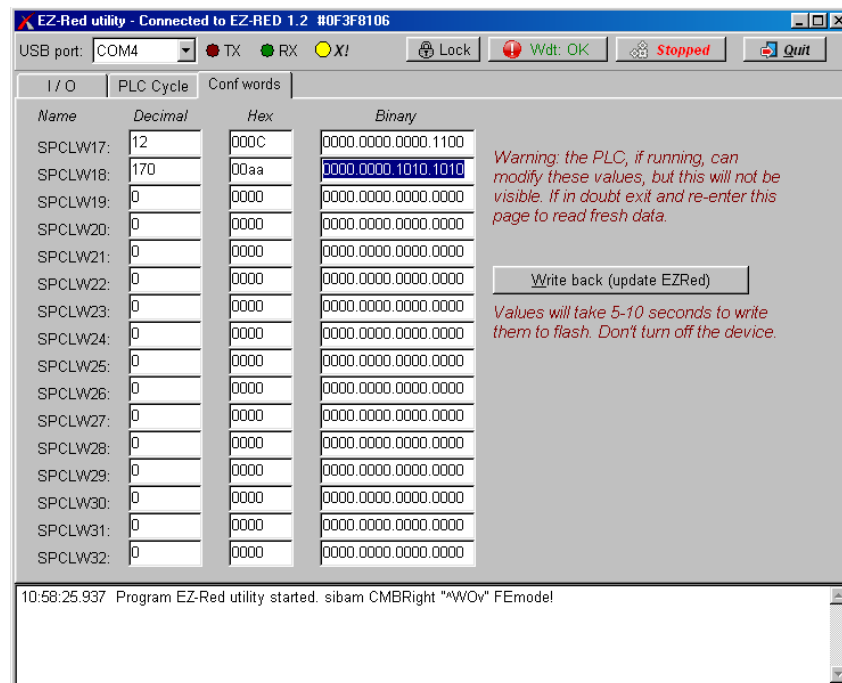 EZ-Red utility - Connected to EZ-RED 1.2 #0F3F8106
USB port: COM4 TX RX X! Lock Wdt: OK Stopped Quit
I / O PLC Cycle Conf words
Name Decimal Hex Binary
SPCLW17: 12 000C 0000.0000.0000.1100
SPCLW18: 170 00aa 0000.0000.1010.1010
SPCLW19: 0 0000 0000.0000.0000.0000
SPCLW20: 0 0000 0000.0000.0000.0000
SPCLW21: 0 0000 0000.0000.0000.0000
SPCLW22: 0 0000 0000.0000.0000.0000
SPCLW23: 0 0000 0000.0000.0000.0000
SPCLW24: 0 0000 0000.0000.0000.0000
SPCLW25: 0 0000 0000.0000.0000.0000
SPCLW26: 0 0000 0000.0000.0000.0000
SPCLW27: 0 0000 0000.0000.0000.0000
SPCLW28: 0 0000 0000.0000.0000.0000
SPCLW29: 0 0000 0000.0000.0000.0000
SPCLW30: 0 0000 0000.0000.0000.0000
SPCLW31: 0 0000 0000.0000.0000.0000
SPCLW32: 0 0000 0000.0000.0000.0000
Warning: the PLC, if running, can
modify these values, but this will not be
visible. If in doubt exit and re-enter this
page to read fresh data.
Write back (update EZRed)
Values will take 5-10 seconds to write
them to flash. Don't turn off the device.
10:58:25.937 Program EZ-Red utility started. sibam CMBRight "^WOv" FEmode!